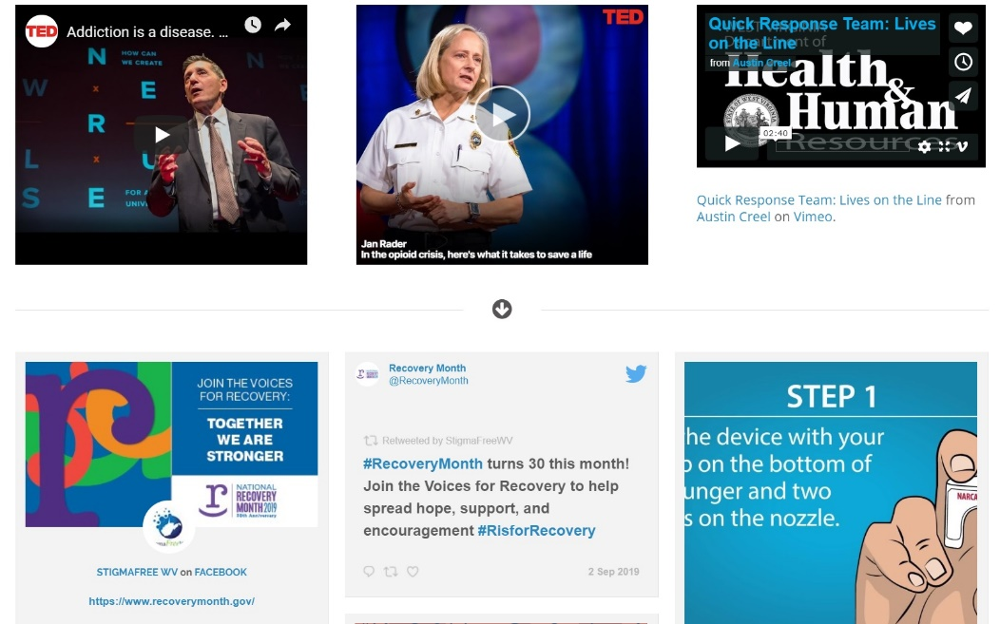 TED Addiction is a disease. ...
N HOW CAN
WE CREATE
N
W x E
R
L x U
S E FOR A
UNIV
TED
Jan Rader
In the opioid crisis, here's what it takes to save a life
Quick Response Team: Lives
on the Line
from Austin Creel
Health
&
Human
Resources
02:40
Quick Response Team: Lives on the Line from
Austin Creel on Vimeo.
JOIN THE VOICES
FOR RECOVERY:
TOGETHER
WE ARE
STRONGER
NATIONAL
RECOVERY
MONTH 2019
30th Anniversary
STIGMAFREE WV on FACEBOOK
https://www.recoverymonth.gov/
Recovery Month
@RecoveryMonth
Retweeted by StigmaFreeWV
#RecoveryMonth turns 30 this month!
Join the Voices for Recovery to help
spread hope, support, and
encouragement #RisforRecovery
2 Sep 2019
STEP 1
he device with your
on the bottom of
unger and two
s on the nozzle.
NARCA